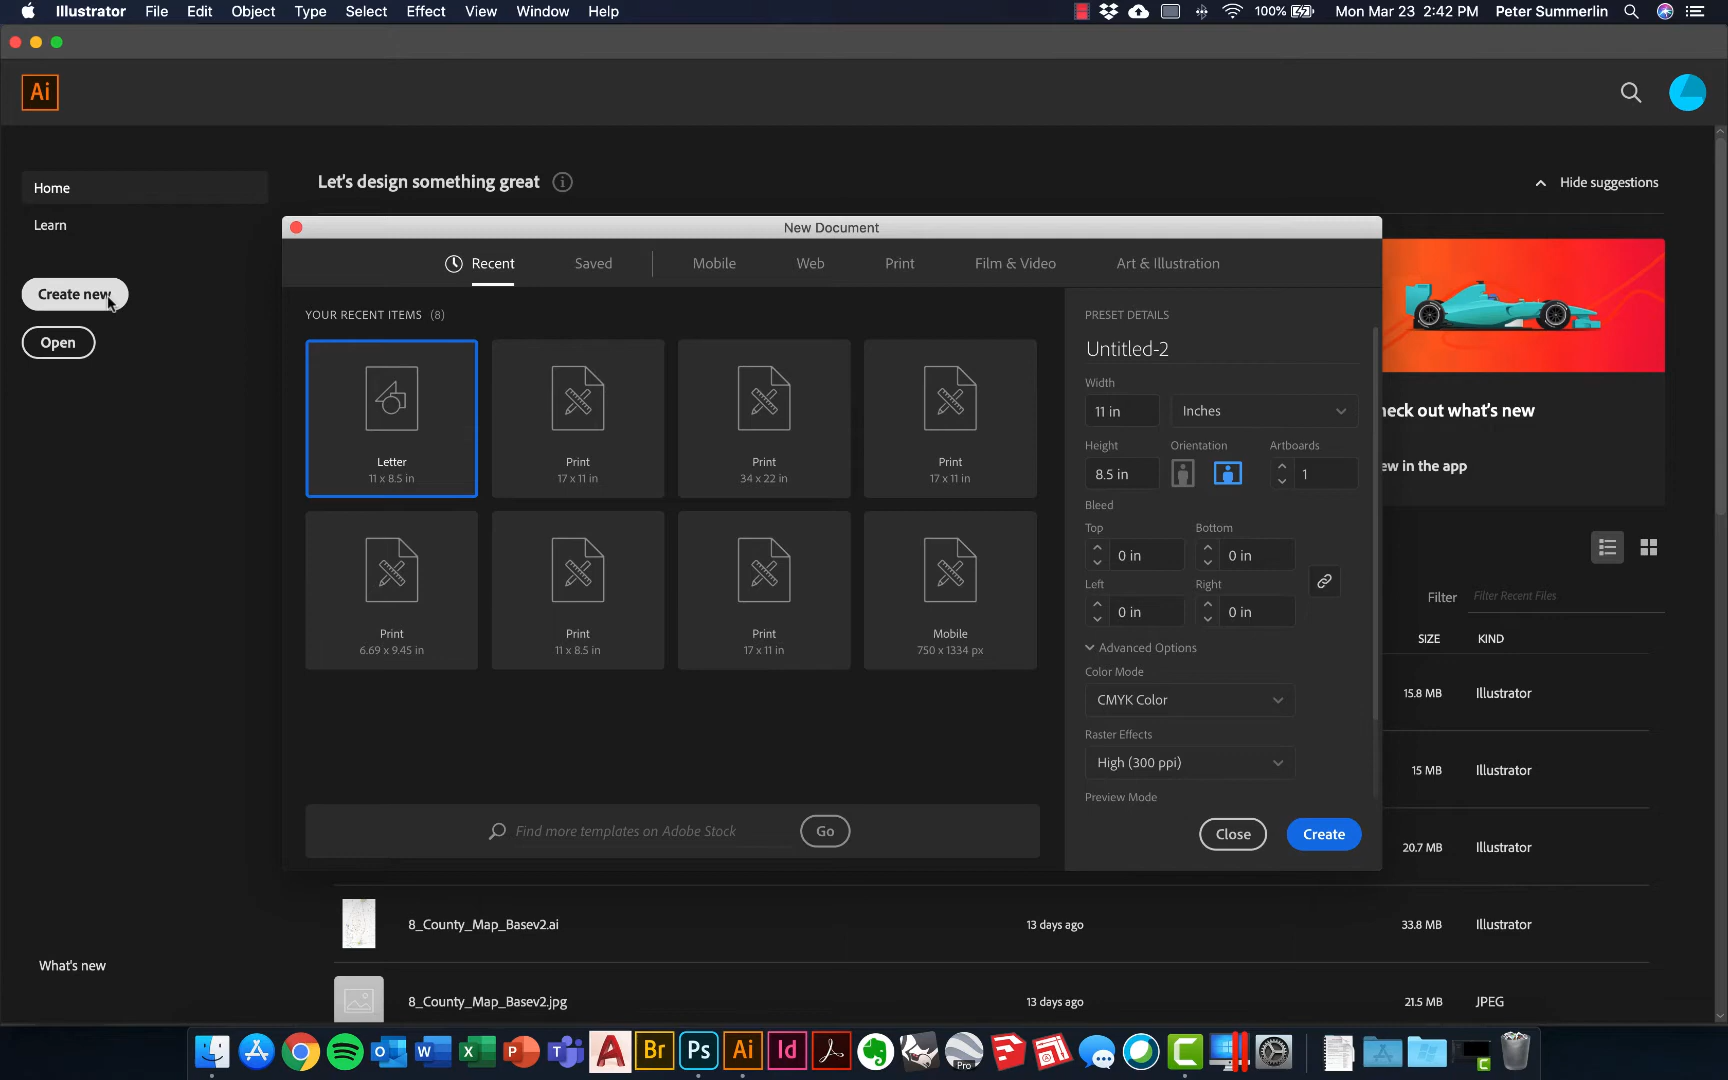 Illustrator File Edit Object Type Select Effect View Window Help 100% Mon Mar 23 2:42 PM Peter Summerlin
Ai
Home
Learn
Create new
Open
What's new
Let's design something great
Hide suggestions
New Document
Recent Saved Mobile Web Print Film & Video Art & Illustration
YOUR RECENT ITEMS (8)
Letter
11 x 8.5 in
Print
17 x 11 in
Print
34 x 22 in
Print
17 x 11 in
Print
6.69 x 9.45 in
Print
11 x 8.5 in
Print
17 x 11 in
Mobile
750 x 1334 px
Find more templates on Adobe Stock
Go
PRESET DETAILS
Untitled-2
Width
11 in Inches
Height Orientation Artboards
8.5 in 1
Bleed
Top Bottom
0 in 0 in
Left Right
0 in 0 in
Advanced Options
Color Mode
CMYK Color
Raster Effects
High (300 ppi)
Preview Mode
Close Create
heck out what's new
ew in the app
Filter Filter Recent Files
SIZE KIND
15.8 MB Illustrator
15 MB Illustrator
20.7 MB Illustrator
8_County_Map_Basev2.ai 13 days ago 33.8 MB Illustrator
8_County_Map_Basev2.jpg 13 days ago 21.5 MB JPEG
Br Ps Ai Id
Pro